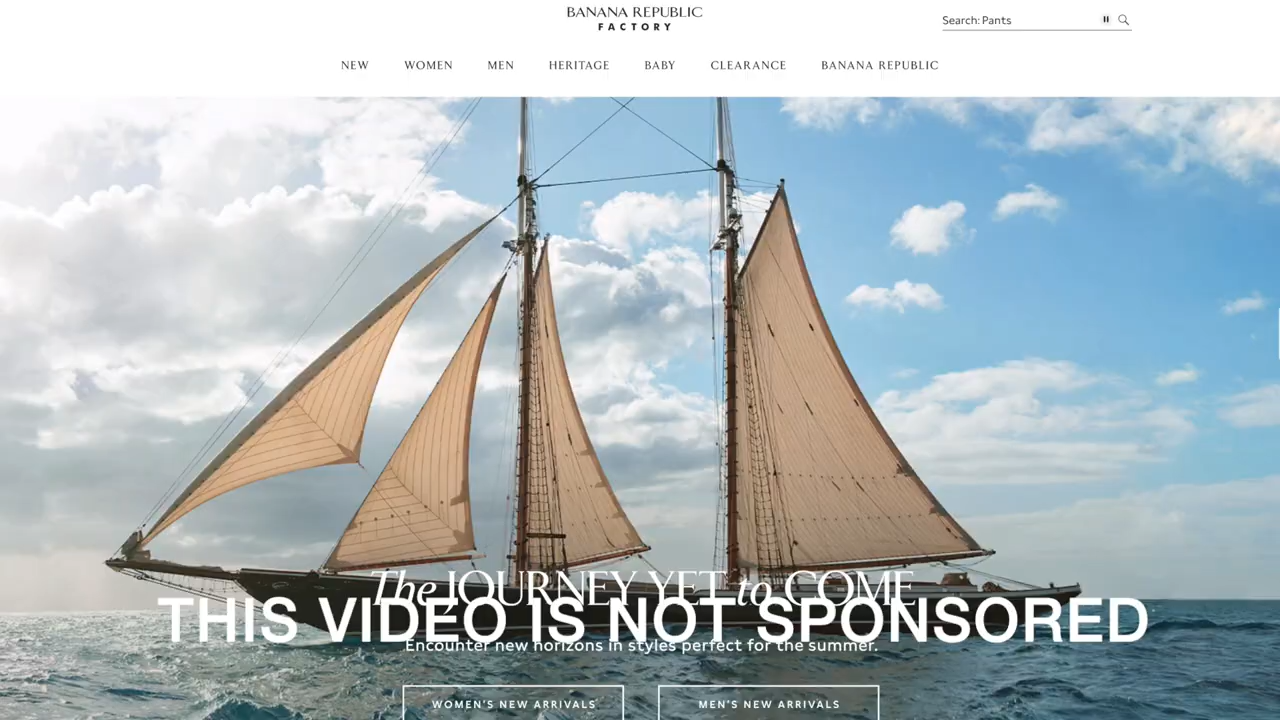 BANANA REPUBLIC
FACTORY
Search: Pants
NEW WOMEN MEN HERITAGE BABY CLEARANCE BANANA REPUBLIC
The JOURNEY YET to COME
THIS VIDEO IS NOT SPONSORED
Encounter new horizons in styles perfect for the summer.
WOMEN'S NEW ARRIVALS MEN'S NEW ARRIVALS